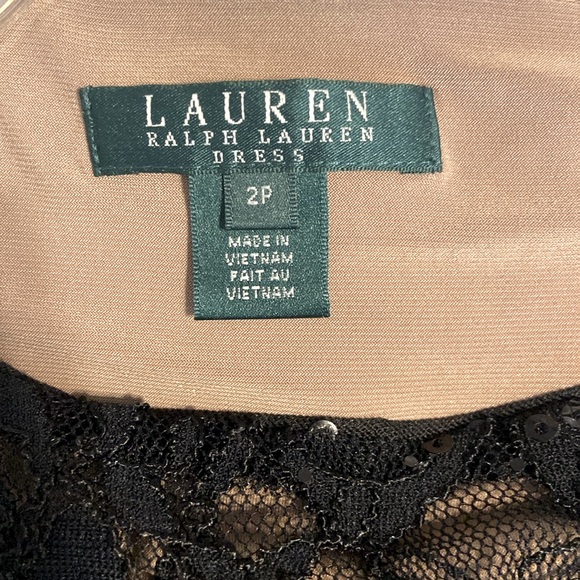 LAUREN
RALPH LAUREN
DRESS
2P
MADE IN
VIETNAM
FAIT AU
VIETNAM